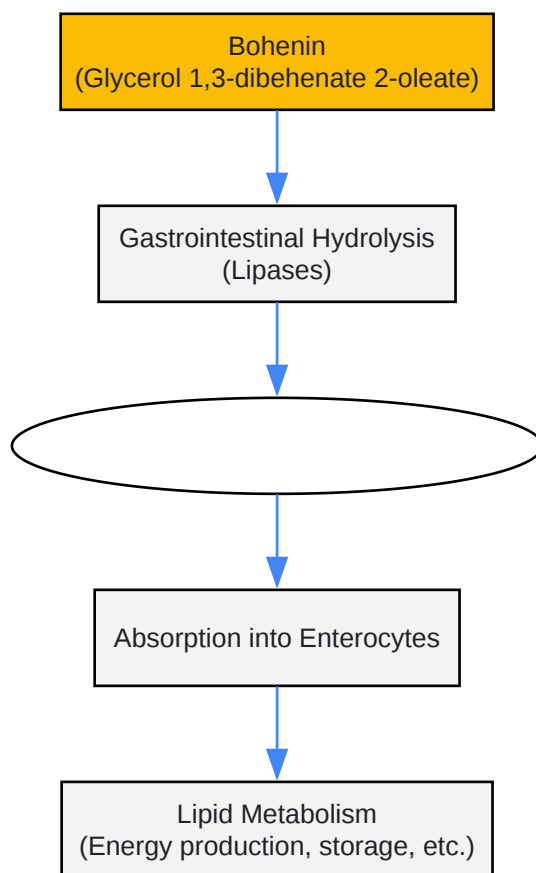 Bohenin
(Glycerol 1,3-dibehenate 2-oleate)
Gastrointestinal Hydrolysis
(Lipases)
Absorption into Enterocytes
Lipid Metabolism
(Energy production, storage, etc.)